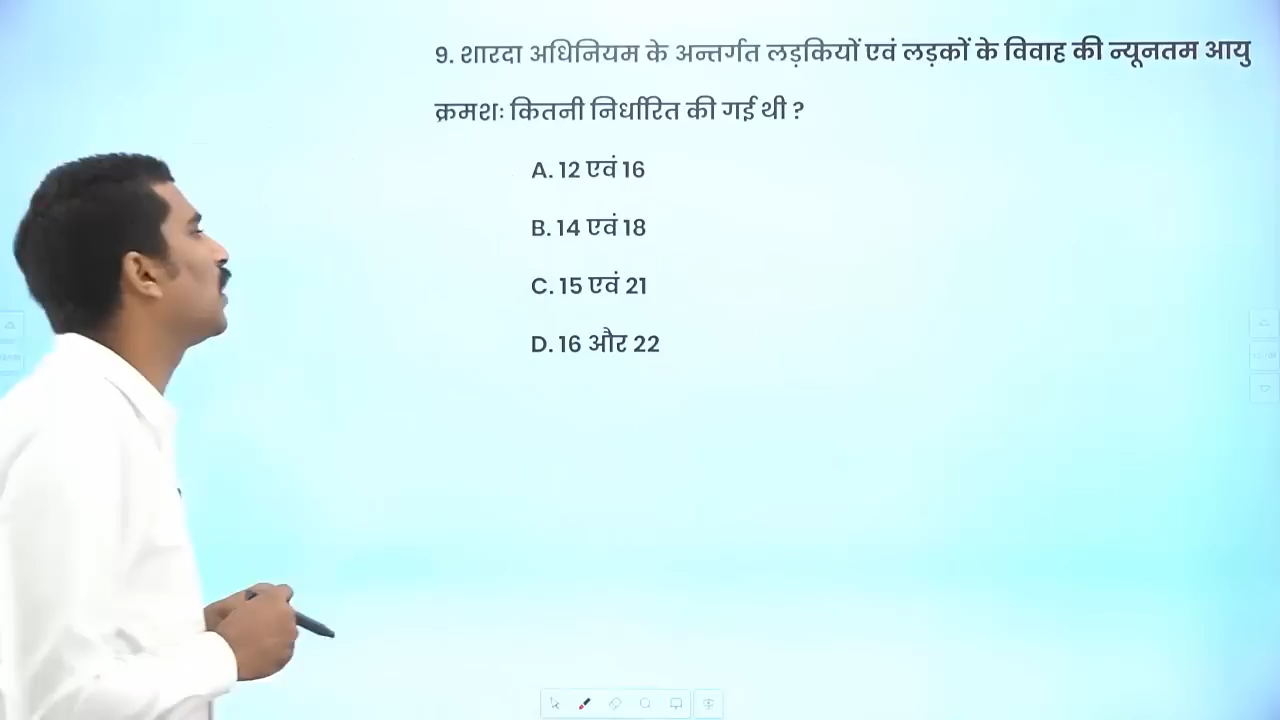 9. शारदा अधिनियम के अन्तर्गत लड़कियों एवं लड़कों के विवाह की न्यूनतम आयु
क्रमशः कितनी निर्धारित की गई थी ?
A. 12 एवं 16
B. 14 एवं 18
C. 15 एवं 21
D. 16 और 22